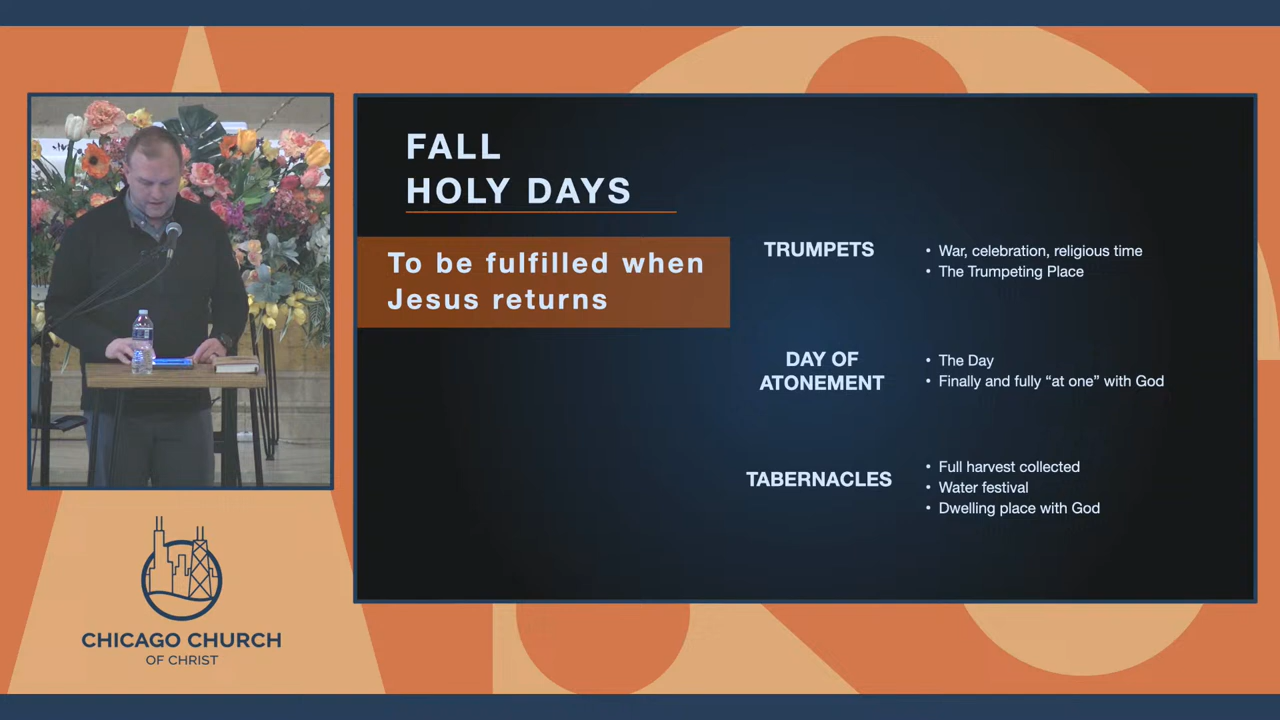 FALL
HOLY DAYS
To be fulfilled when
Jesus returns
TRUMPETS
• War, celebration, religious time
• The Trumpeting Place
DAY OF
ATONEMENT
• The Day
• Finally and fully “at one” with God
TABERNACLES
• Full harvest collected
• Water festival
• Dwelling place with God
CHICAGO CHURCH
OF CHRIST